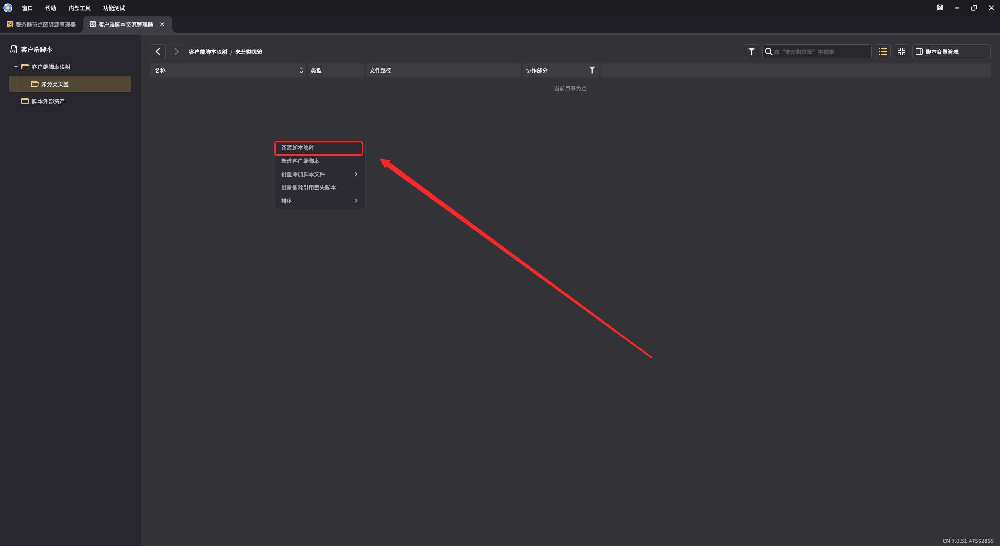 窗口 帮助 内部工具 功能测试
服务器节点图资源管理器 客户端脚本资源管理器
客户端脚本
客户端脚本映射
未分类页签
脚本外部资产
客户端脚本映射 / 未分类页签
在“未分类页签”中搜索
脚本变量管理
名称 类型 文件路径 协作部分
当前目录为空
新建脚本映射
新建客户端脚本
批量添加脚本文件
批量删除引用丢失脚本
排序
CN 7.0.51.47562855